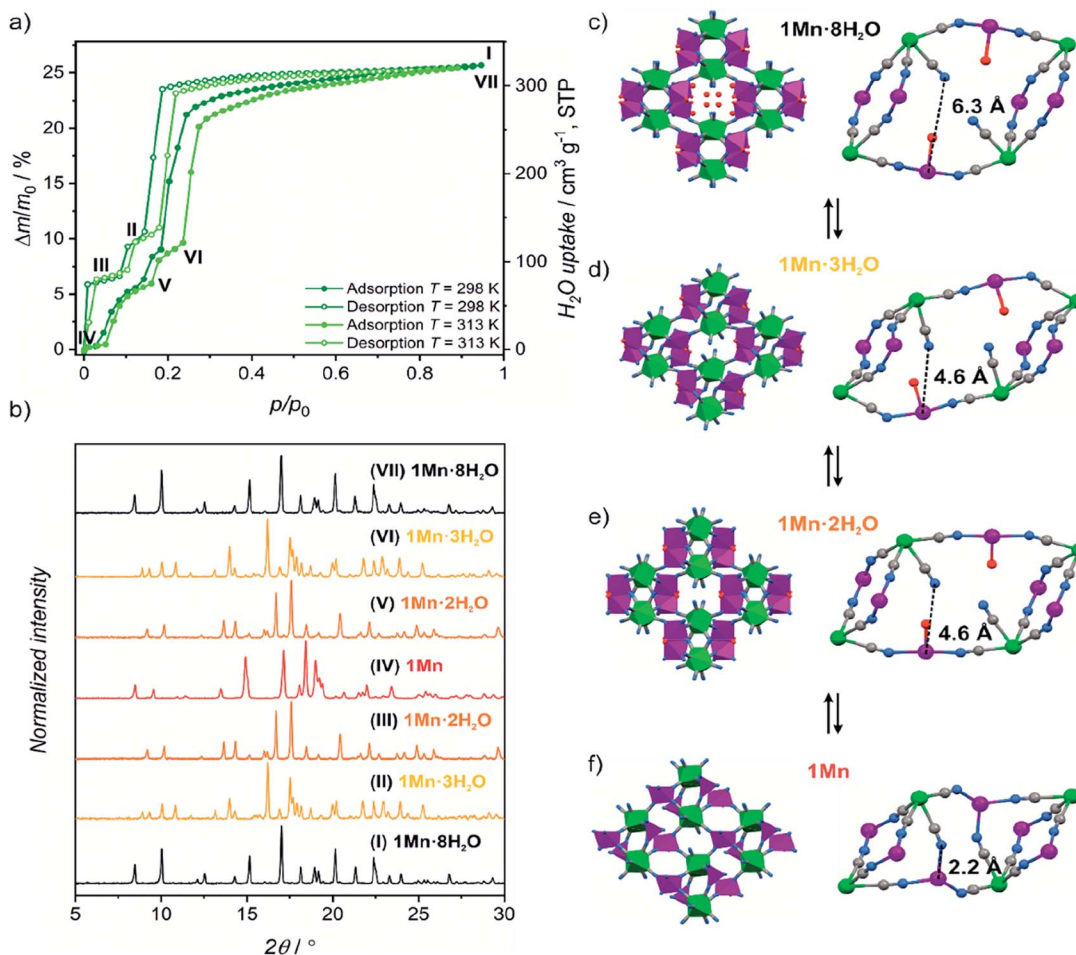 a)
I
VII
II
III
IV
V
VI
25
20
15
10
5
0
Δm/m₀ / %
300
200
100
0
H₂O uptake / cm³ g⁻¹, STP
Adsorption T = 298 K
Desorption T = 298 K
Adsorption T = 313 K
Desorption T = 313 K
0 0.2 0.4 0.6 0.8 1
p/p₀
b)
(VII) 1Mn·8H₂O
(VI) 1Mn·3H₂O
(V) 1Mn·2H₂O
(IV) 1Mn
(III) 1Mn·2H₂O
(II) 1Mn·3H₂O
(I) 1Mn·8H₂O
Normalized intensity
5 10 15 20 25 30
2θ / °
c) 1Mn·8H₂O
6.3 Å
d) 1Mn·3H₂O
4.6 Å
e) 1Mn·2H₂O
4.6 Å
f) 1Mn
2.2 Å